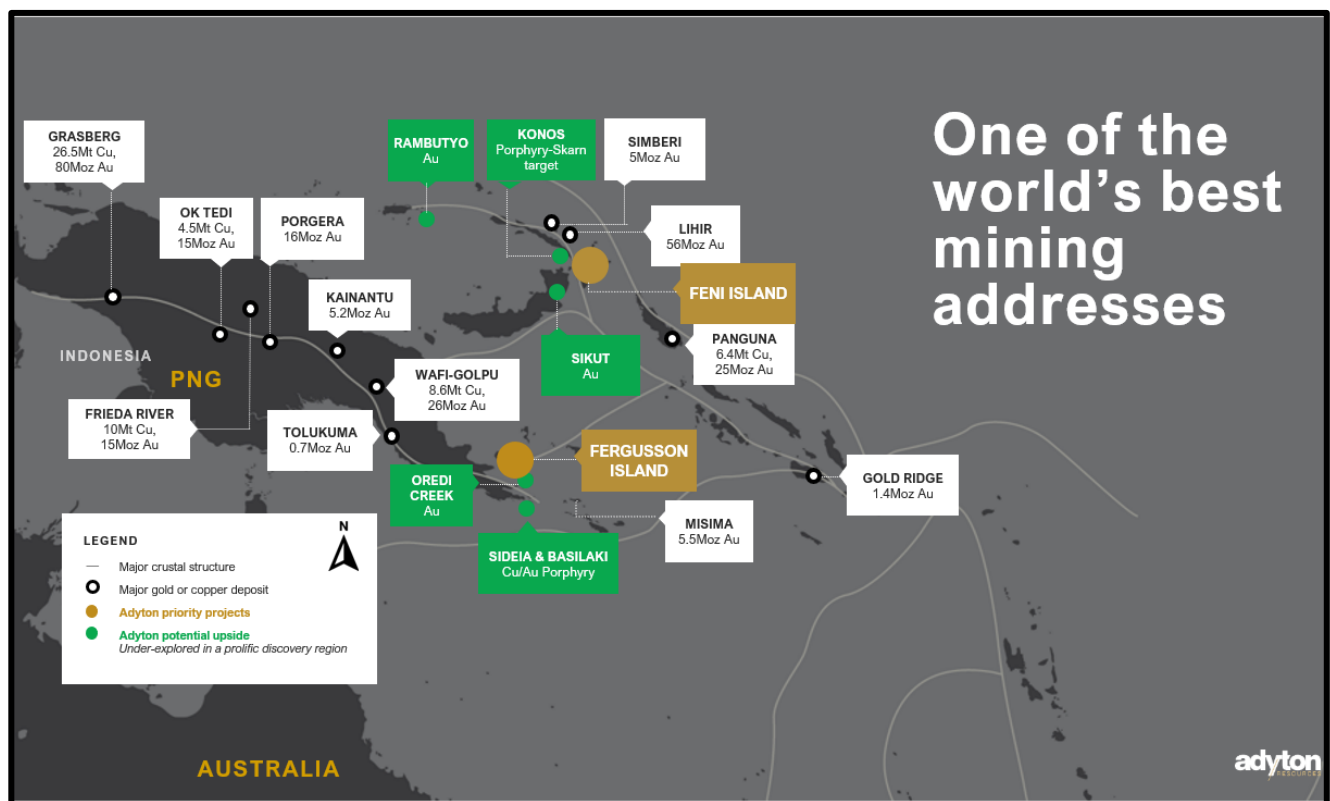 One of the
world's best
mining
addresses
GRASBERG
26.5Mt Cu,
80Moz Au
OK TEDI
4.5Mt Cu,
15Moz Au
PORGERA
16Moz Au
KAINANTU
5.2Moz Au
RAMBUTYO
Au
KONOS
Porphyry-Skarn
target
SIMBERI
5Moz Au
LIHIR
56Moz Au
FENI ISLAND
INDONESIA
PNG
FRIEDA RIVER
10Mt Cu,
15Moz Au
WAFI-GOLPU
8.6Mt Cu,
26Moz Au
TOLUKUMA
0.7Moz Au
SIKUT
Au
PANGUNA
6.4Mt Cu,
25Moz Au
FERGUSSON
ISLAND
OREDI
CREEK
Au
GOLD RIDGE
1.4Moz Au
MISIMA
5.5Moz Au
SIDEIA & BASILAKI
Cu/Au Porphyry
LEGEND
N
Major crustal structure
Major gold or copper deposit
Adyton priority projects
Adyton potential upside
Under-explored in a prolific discovery region
AUSTRALIA
adyton
RESOURCES